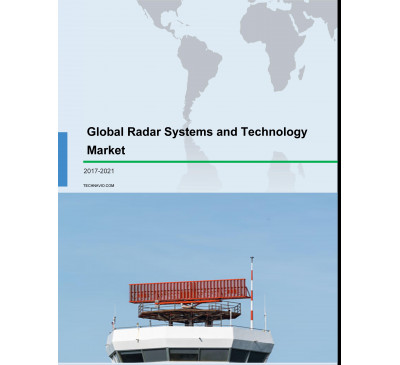 Global Radar Systems and Technology
Market
2017-2021
TECHNAVIO.COM